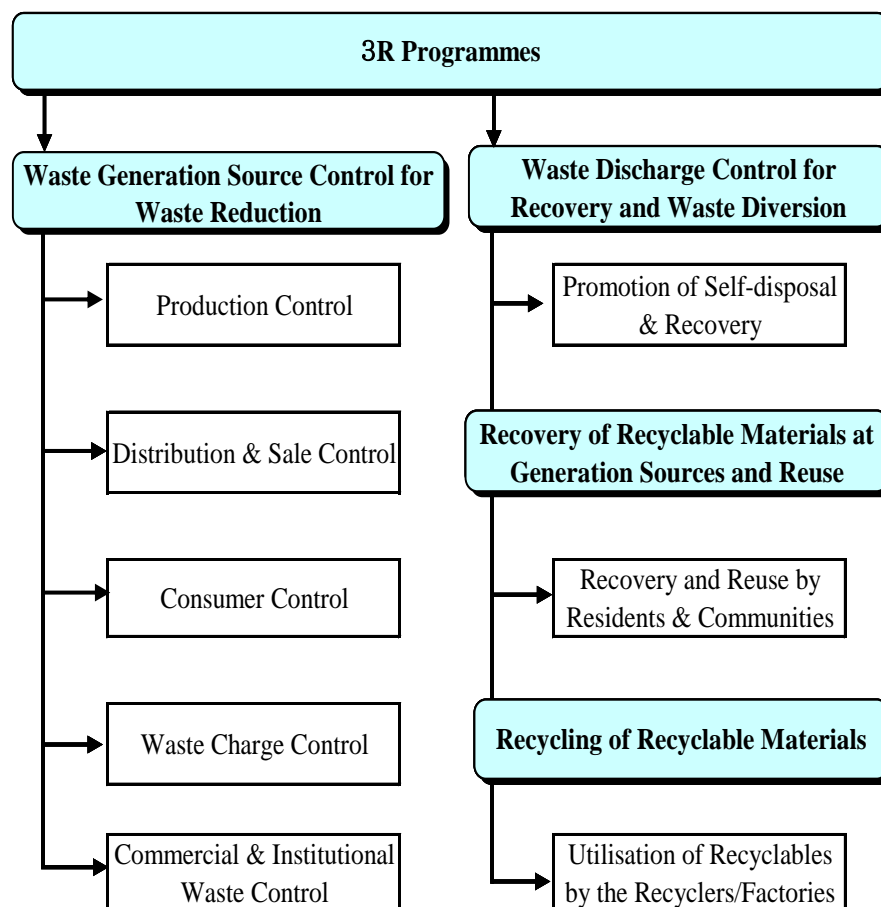 3R Programmes
Waste Generation Source Control for
Waste Reduction
Production Control
Distribution & Sale Control
Consumer Control
Waste Charge Control
Commercial & Institutional
Waste Control
Waste Discharge Control for
Recovery and Waste Diversion
Promotion of Self-disposal
& Recovery
Recovery of Recyclable Materials at
Generation Sources and Reuse
Recovery and Reuse by
Residents & Communities
Recycling of Recyclable Materials
Utilisation of Recyclables
by the Recyclers/Factories